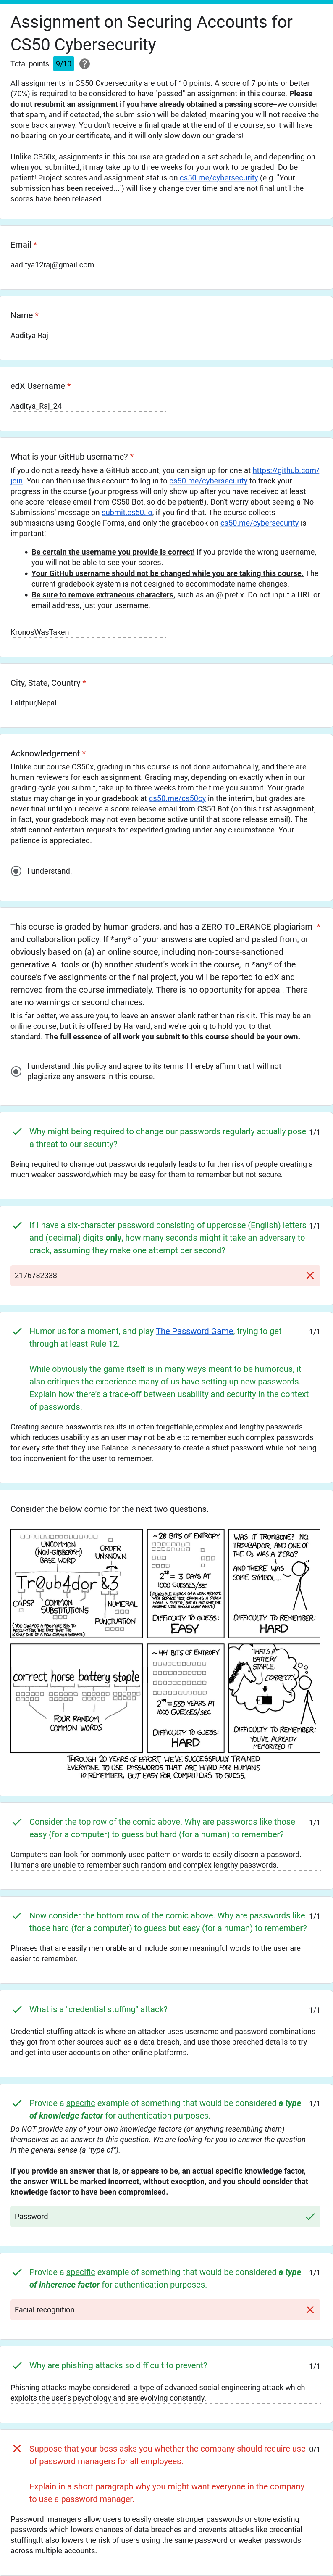 Assignment on Securing Accounts for
CS50 Cybersecurity
Total points 9/10 ?
All assignments in CS50 Cybersecurity are out of 10 points. A score of 7 points or better
(70%) is required to be considered to have "passed" an assignment in this course. Please
do not resubmit an assignment if you have already obtained a passing score–we consider
that spam, and if detected, the submission will be deleted, meaning you will not receive the
score back anyway. You don't receive a final grade at the end of the course, so it will have
no bearing on your certificate, and it will only slow down our graders!
Unlike CS50x, assignments in this course are graded on a set schedule, and depending on
when you submitted, it may take up to three weeks for your work to be graded. Do be
patient! Project scores and assignment status on cs50.me/cybersecurity (e.g. "Your
submission has been received...") will likely change over time and are not final until the
scores have been released.
Email *
aaditya12raj@gmail.com
Name *
Aaditya Raj
edX Username *
Aaditya_Raj_24
What is your GitHub username? *
If you do not already have a GitHub account, you can sign up for one at https://github.com/
join. You can then use this account to log in to cs50.me/cybersecurity to track your
progress in the course (your progress will only show up after you have received at least
one score release email from CS50 Bot, so do be patient!). Don't worry about seeing a 'No
Submissions' message on submit.cs50.io, if you find that. The course collects
submissions using Google Forms, and only the gradebook on cs50.me/cybersecurity is
important!
• Be certain the username you provide is correct! If you provide the wrong username,
you will not be able to see your scores.
• Your GitHub username should not be changed while you are taking this course. The
current gradebook system is not designed to accommodate name changes.
• Be sure to remove extraneous characters, such as an @ prefix. Do not input a URL or
email address, just your username.
KronosWasTaken
City, State, Country *
Lalitpur,Nepal
Acknowledgement *
Unlike our course CS50x, grading in this course is not done automatically, and there are
human reviewers for each assignment. Grading may, depending on exactly when in our
grading cycle you submit, take up to three weeks from the time you submit. Your grade
status may in your gradebook at cs50.me/cs50cy in the interim, but grades are
never final until you receive a score release email from CS50 Bot (on this first assignment,
in fact, your gradebook may not even become live until that score release email). The
staff cannot entertain requests for expedited grading under any circumstance. Your
patience is appreciated.
I understand.
This course is graded by human graders, and has a ZERO TOLERANCE plagiarism *
and collaboration policy. If *any* of your answers are copied and pasted from, or
obviously based on (a) an online source, including non-course-sanctioned
generative AI tools or (b) another student's work in the course, in *any* of the
course's five assignments or the final project, you will be reported to edX and
removed from the course immediately. There is no opportunity for appeal. There
are no warnings or second chances.
It is far better, we assure you, to leave an answer blank rather than risk it. This may be an
online course, but it is offered by Harvard, and we're going to hold you to that
standard. The full essence of all work you submit to this course should be your own.
I understand this policy and agree to its terms; I hereby affirm that I will not
plagiarize any answers in this course.
Why might being required to change our passwords regularly actually pose 1/1
a threat to our security?
Being required to change out passwords regularly leads to further risk of people creating a
much weaker password,which may be easy for them to remember but not secure.
If I have a six-character password consisting of uppercase (English) letters 1/1
and (decimal) digits only, how many seconds might it take an adversary to
crack, assuming they make one attempt per second?
2176782338
Humor us for a moment, and play The Password Game, trying to get 1/1
through at least Rule 12.
While obviously the game itself is in many ways meant to be humorous, it
also critiques the experience many of us have setting up new passwords.
Explain how there's a trade-off between usability and security in the context
of passwords.
Creating secure passwords results in often forgettable,complex and lengthy passwords
which reduces usability as an user may not be able to remember such complex passwords
for every site that they use.Balance is necessary to create a strict password while not being
too inconvenient for the user to remember.
Consider the below comic for the next two questions.
UNCOMMON
(NON-GIBBERISH)
BASE WORD
ORDER
UNKNOWN
Tr0ub4dor &3
CAPS?
COMMON
SUBSTITUTIONS
NUMERAL
PUNCTUATION
~28 BITS OF ENTROPY
2²⁸ = 3 DAYS AT
1000 GUESSES/SEC
DIFFICULTY TO GUESS:
EASY
WAS IT TROMBONE? NO,
TROUBADOR. AND ONE OF
THE Os WAS A ZERO?
AND THERE WAS
SOME SYMBOL...
DIFFICULTY TO REMEMBER:
HARD
correct horse battery staple
FOUR RANDOM
COMMON WORDS
~44 BITS OF ENTROPY
2⁴⁴ = 550 YEARS AT
1000 GUESSES/SEC
DIFFICULTY TO GUESS:
HARD
THAT'S A
BATTERY
STAPLE.
CORRECT!
DIFFICULTY TO REMEMBER:
YOU'VE ALREADY
MEMORIZED IT
THROUGH 20 YEARS OF EFFORT, WE'VE SUCCESSFULLY TRAINED
EVERYONE TO USE PASSWORDS THAT ARE HARD FOR HUMANS
TO REMEMBER, BUT EASY FOR COMPUTERS TO GUESS.
Consider the top row of the comic above. Why are passwords like those 1/1
easy (for a computer) to guess but hard (for a human) to remember?
Computers can look for commonly used pattern or words to easily discern a password.
Humans are unable to remember such random and complex lengthy passwords.
Now consider the bottom row of the comic above. Why are passwords like 1/1
those hard (for a computer) to guess but easy (for a human) to remember?
Phrases that are easily memorable and include some meaningful words to the user are
easier to remember.
What is a "credential stuffing" attack? 1/1
Credential stuffing attack is where an attacker uses username and password combinations
they got from other sources such as a data breach, and use those breached details to try
and get into user accounts on other online platforms.
Provide a specific example of something that would be considered a type 1/1
of knowledge factor for authentication purposes.
Do NOT provide any of your own knowledge factors (or anything resembling them)
themselves as an answer to this question. We are looking for you to answer the question
in the general sense (a "type of").
If you provide an answer that is, or appears to be, an actual specific knowledge factor,
the answer WILL be marked incorrect, without exception, and you should consider that
knowledge factor to have been compromised.
Password
Provide a specific example of something that would be considered a type 1/1
of inherence factor for authentication purposes.
Facial recognition
Why are phishing attacks so difficult to prevent? 1/1
Phishing attacks maybe considered a type of advanced social engineering attack which
exploits the user's psychology and are evolving constantly.
Suppose that your boss asks you whether the company should require use 0/1
of password managers for all employees.
Explain in a short paragraph why you might want everyone in the company
to use a password manager.
Password managers allow users to easily create stronger passwords or store existing
passwords which lowers chances of data breaches and prevents attacks like credential
stuffing.It also lowers the risk of users using the same password or weaker passwords
across multiple accounts.